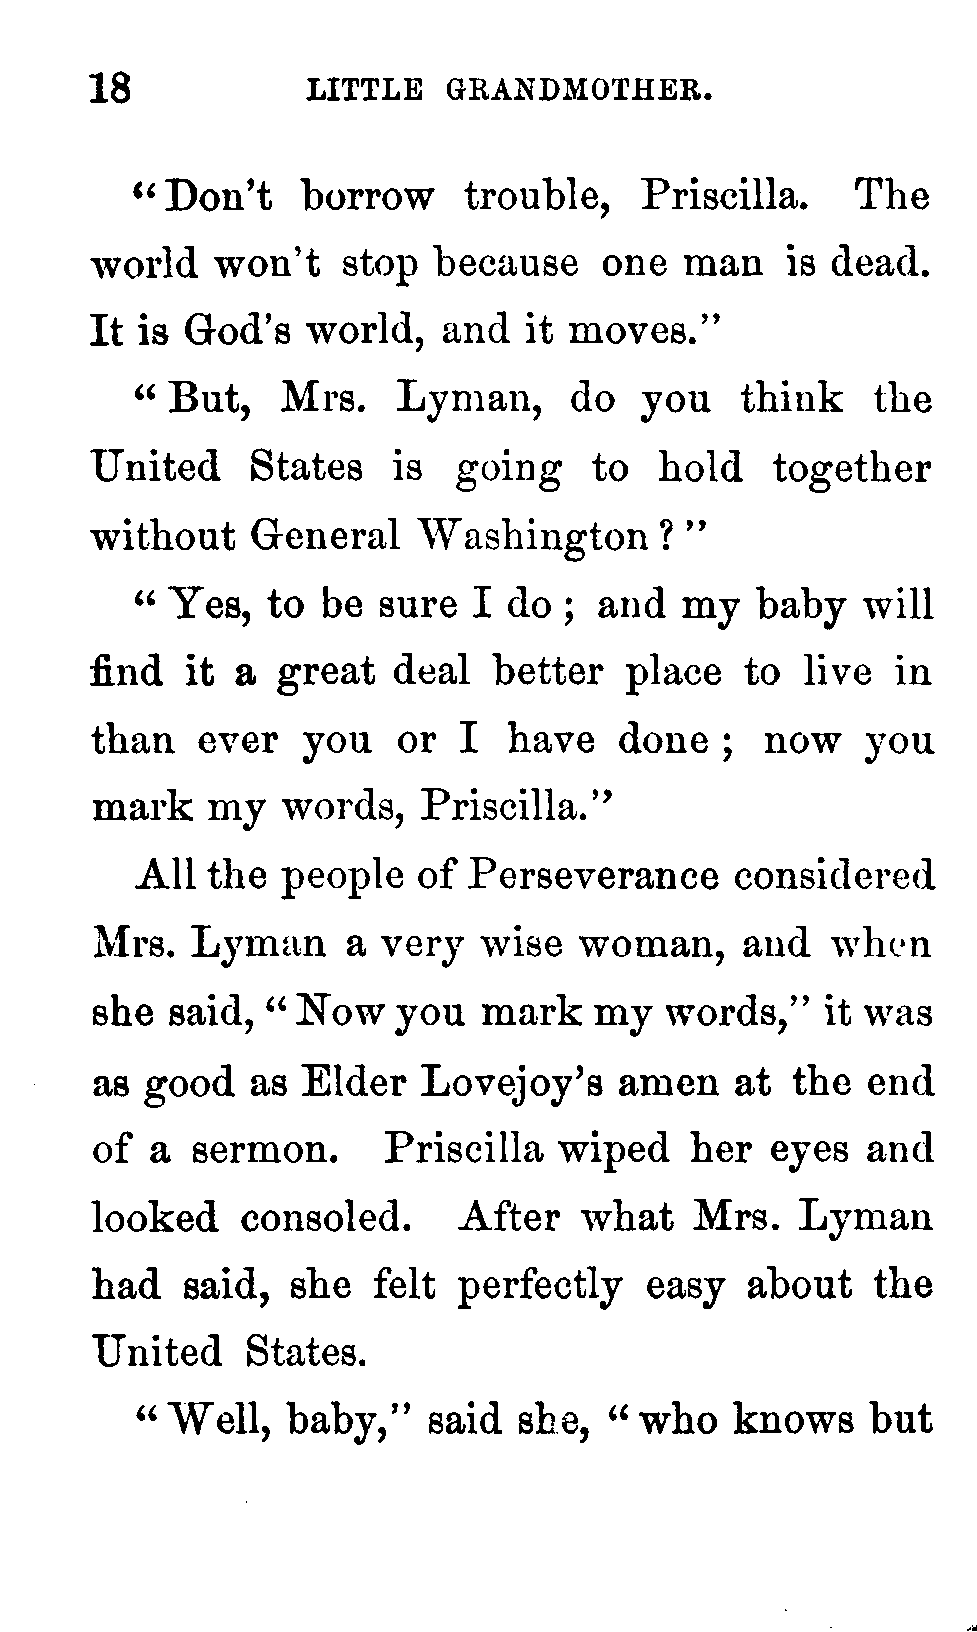 18 LITTLE GRANDMOTHER.
“Don’t borrow trouble, Priscilla. The
world won’t stop because one man is dead.
It is God’s world, and it moves.”
“But, Mrs. Lyman, do you think the
United States is going to hold together
without General Washington?”
“Yes, to be sure I do; and my baby will
find it a great deal better place to live in
than ever you or I have done; now you
mark my words, Priscilla.”
All the people of Perseverance considered
Mrs. Lyman a very wise woman, and when
she said, “Now you mark my words,” it was
as good as Elder Lovejoy’s amen at the end
of a sermon. Priscilla wiped her eyes and
looked consoled. After what Mrs. Lyman
had said, she felt perfectly easy about the
United States.
“Well, baby,” said she, “who knows but